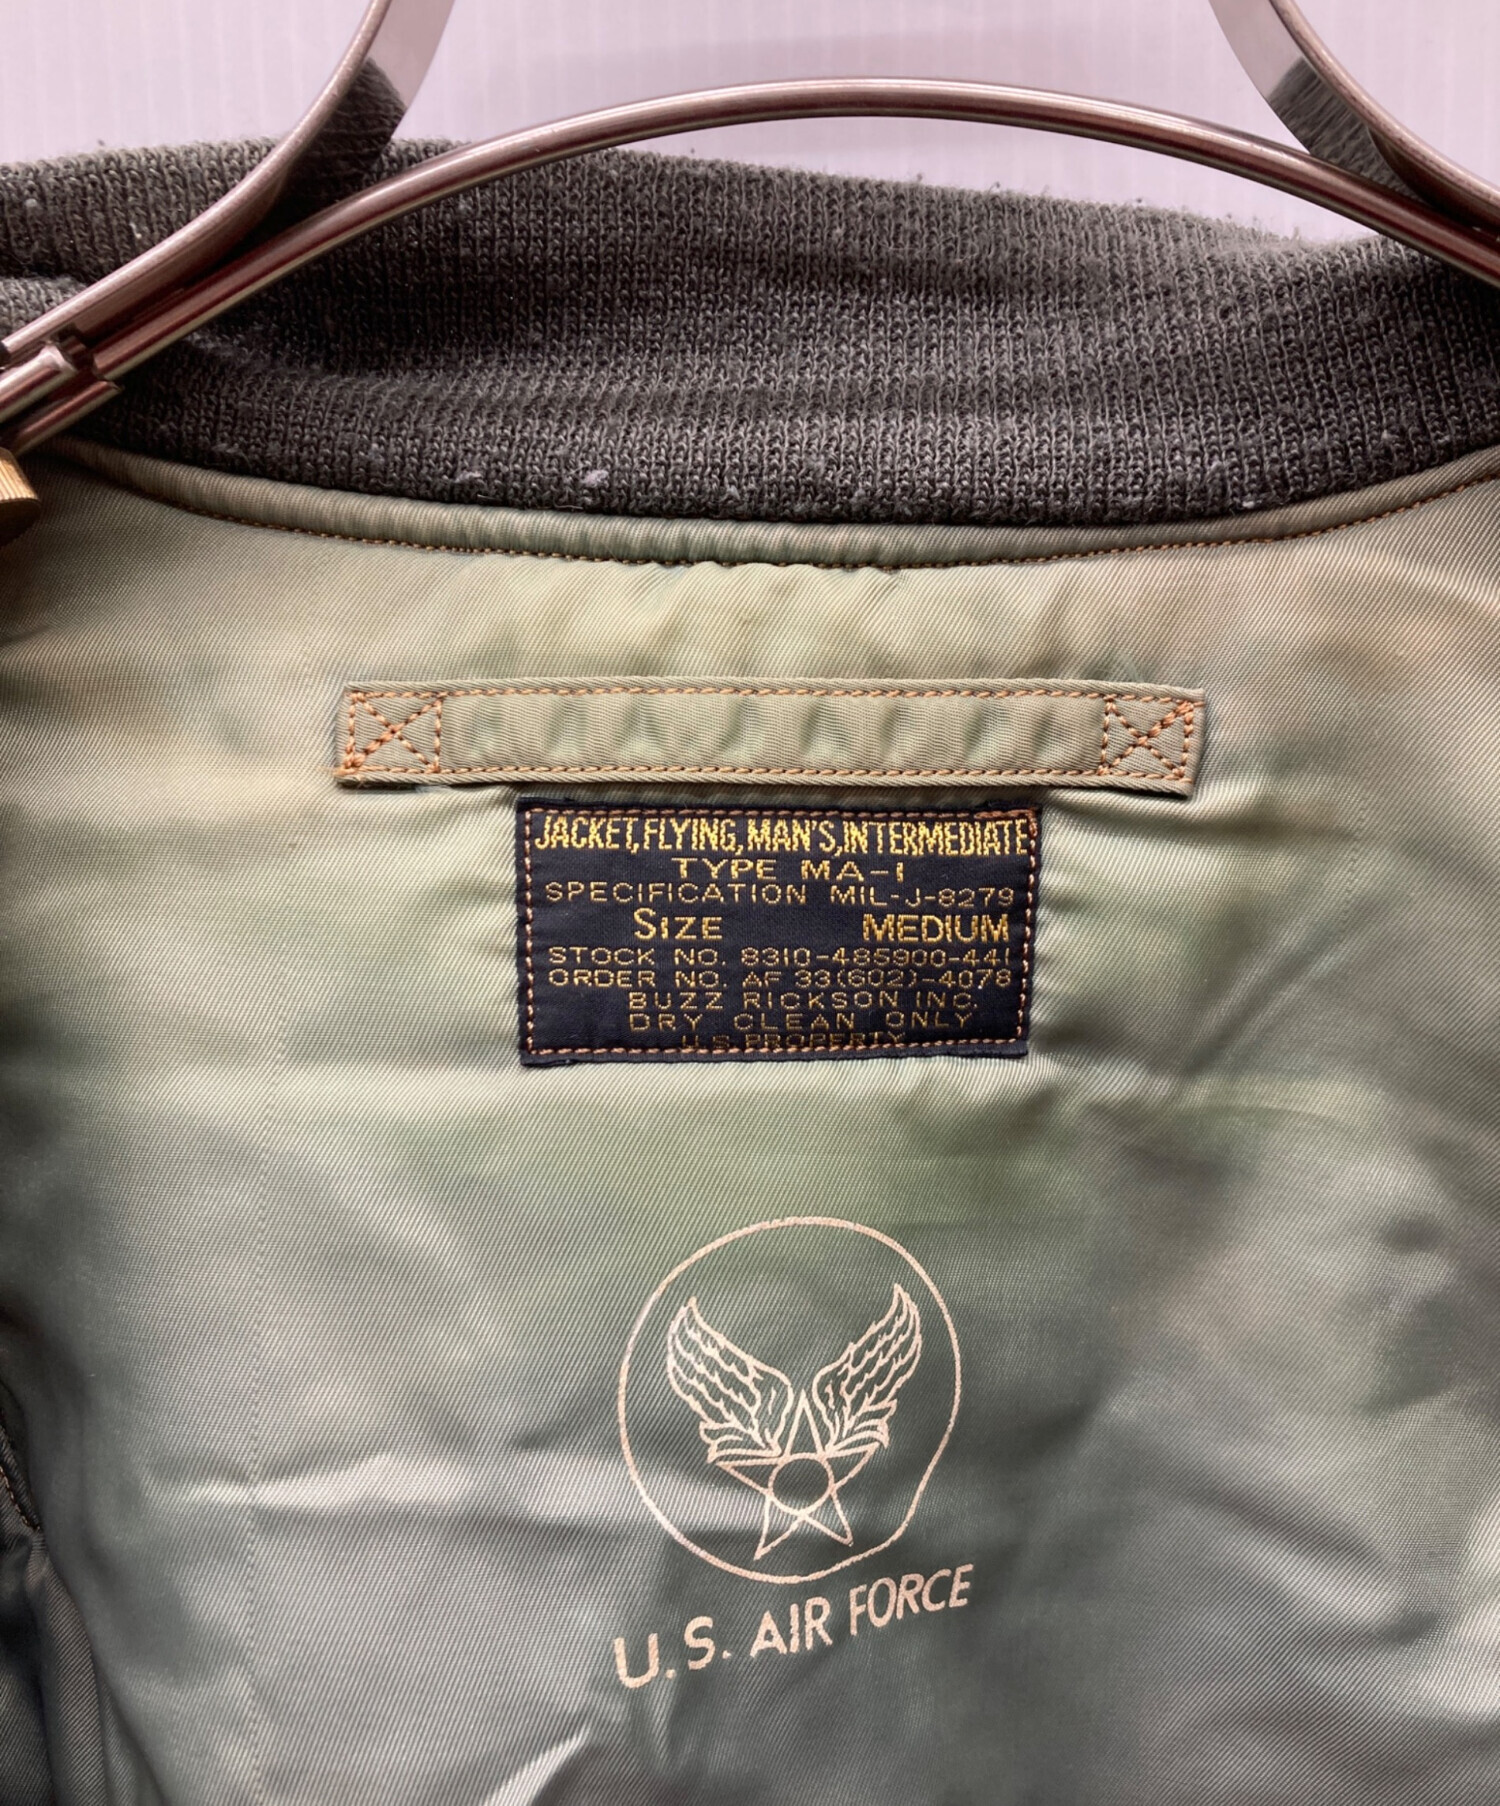 JACKET, FLYING, MAN'S, INTERMEDIATE
TYPE MA-1
SPECIFICATION MIL-J-8279
SIZE MEDIUM
STOCK NO. 8310-485900-441
ORDER NO. AF 33(602)-4078
BUZZ RICKSON INC.
DRY CLEAN ONLY
U.S. PROPERTY
U.S. AIR FORCE